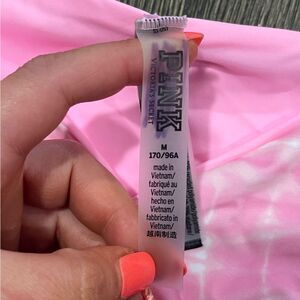 PINK
VICTORIA'S SECRET
M
170/96A
made in
Vietnam/
fabriqué au
Vietnam/
hecho en
Vietnam/
fabbricato in
Vietnam/
越南制造